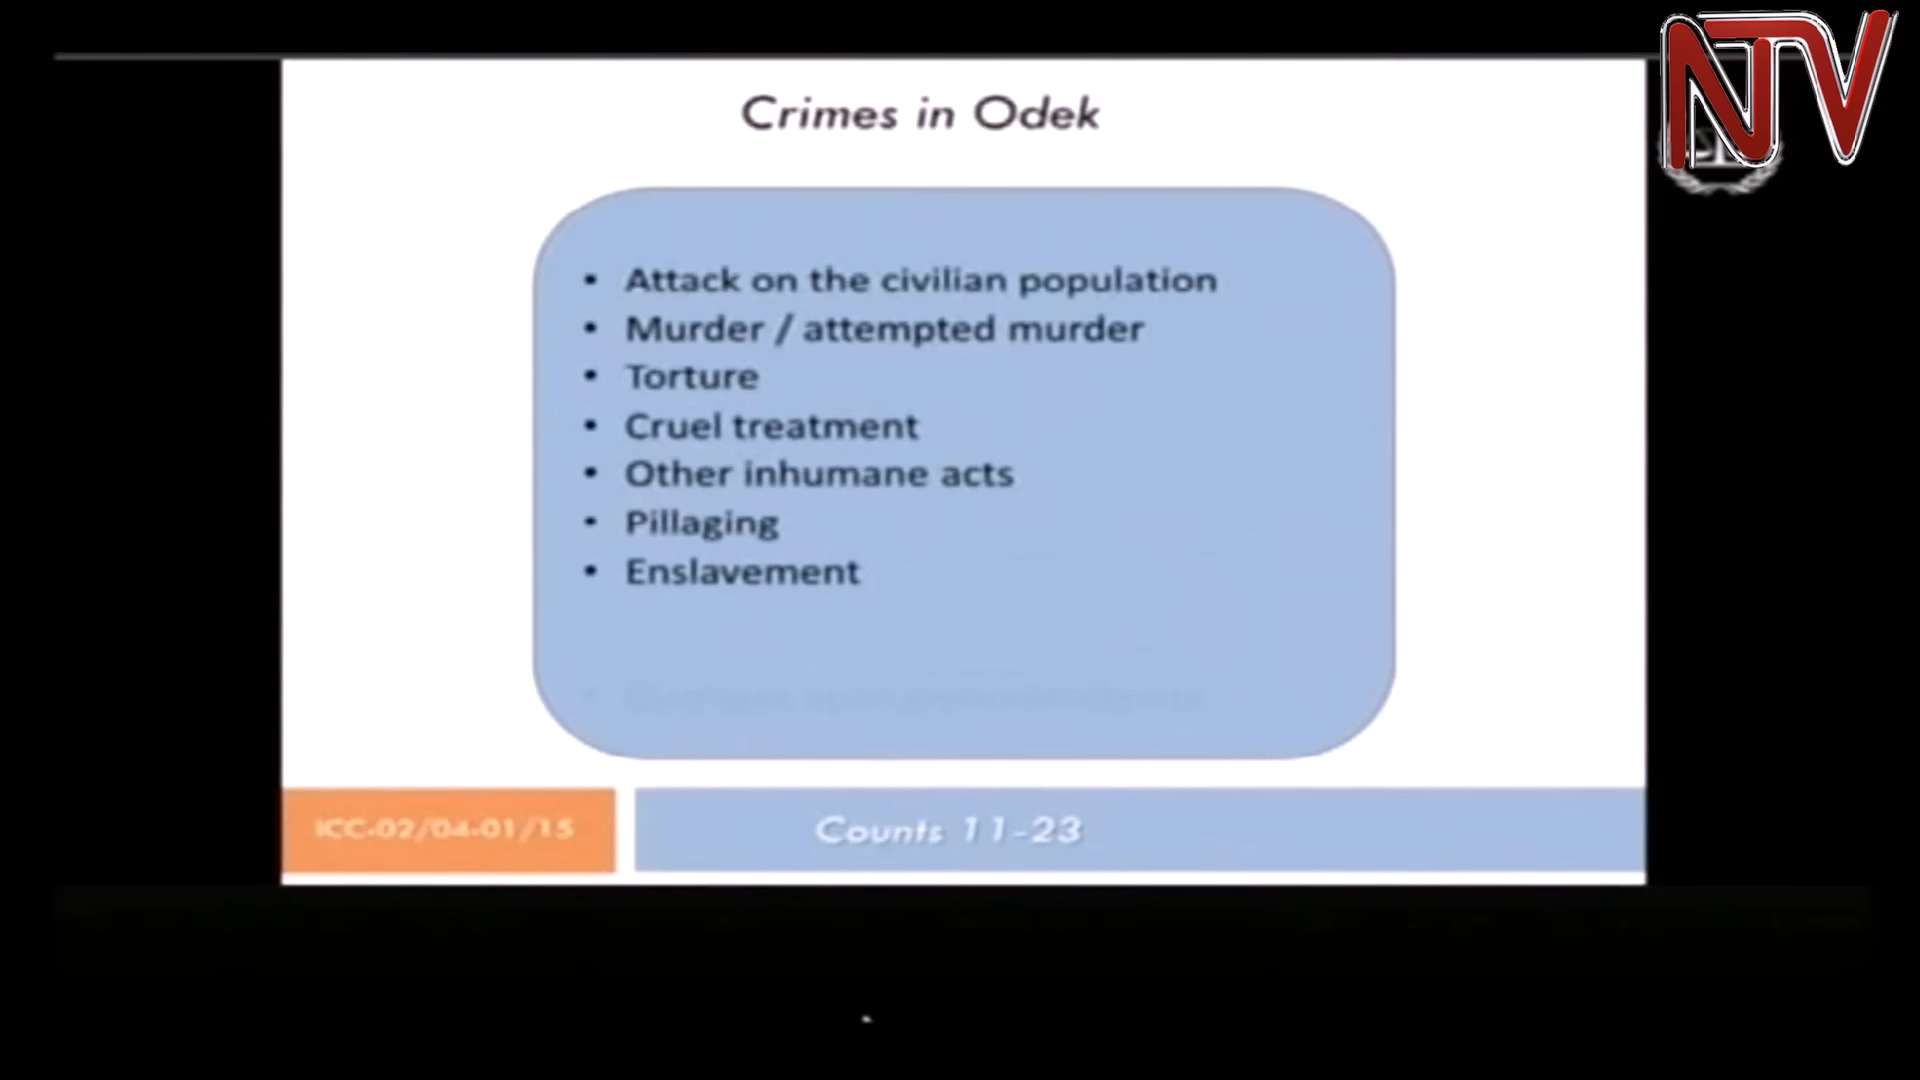 NTV
Crimes in Odek
• Attack on the civilian population
• Murder / attempted murder
• Torture
• Cruel treatment
• Other inhumane acts
• Pillaging
• Enslavement
ICC-02/04-01/15
Counts 11-23